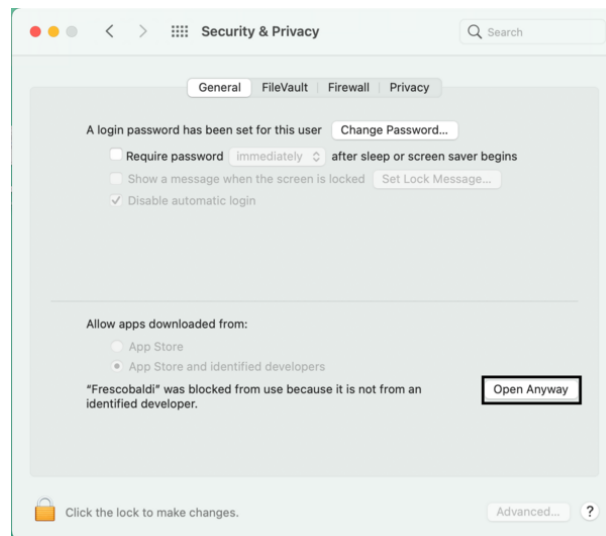 Security & Privacy
Search
General FileVault Firewall Privacy
A login password has been set for this user Change Password...
Require password immediately after sleep or screen saver begins
Show a message when the screen is locked Set Lock Message...
Disable automatic login
Allow apps downloaded from:
App Store
App Store and identified developers
“Frescobaldi” was blocked from use because it is not from an
identified developer.
Open Anyway
Click the lock to make changes.
Advanced...
?